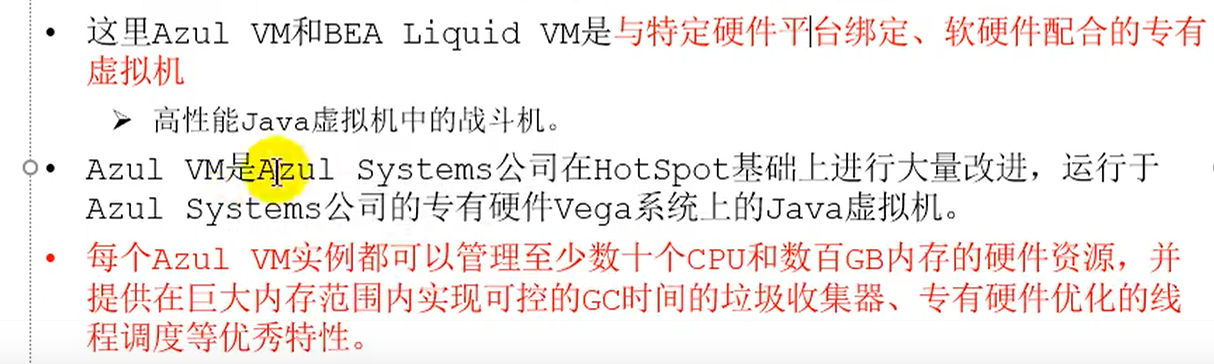 • 这里Azul VM和BEA Liquid VM是与特定硬件平台绑定、软硬件配合的专有
虚拟机
➢ 高性能Java虚拟机中的战斗机。
• Azul VM是Azul Systems公司在HotSpot基础上进行大量改进，运行于
Azul Systems公司的专有硬件Vega系统上的Java虚拟机。
• 每个Azul VM实例都可以管理至少数十个CPU和数百GB内存的硬件资源，并
提供在巨大内存范围内实现可控的GC时间的垃圾收集器、专有硬件优化的线
程调度等优秀特性。